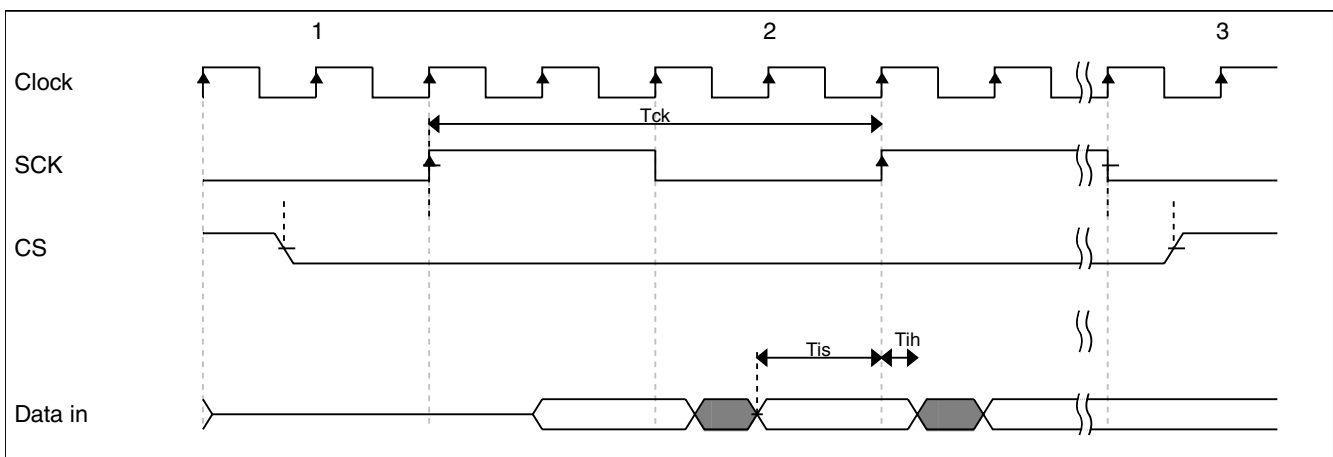 1 2 3
Clock
Tck
SCK
CS
Tis Tih
Data in